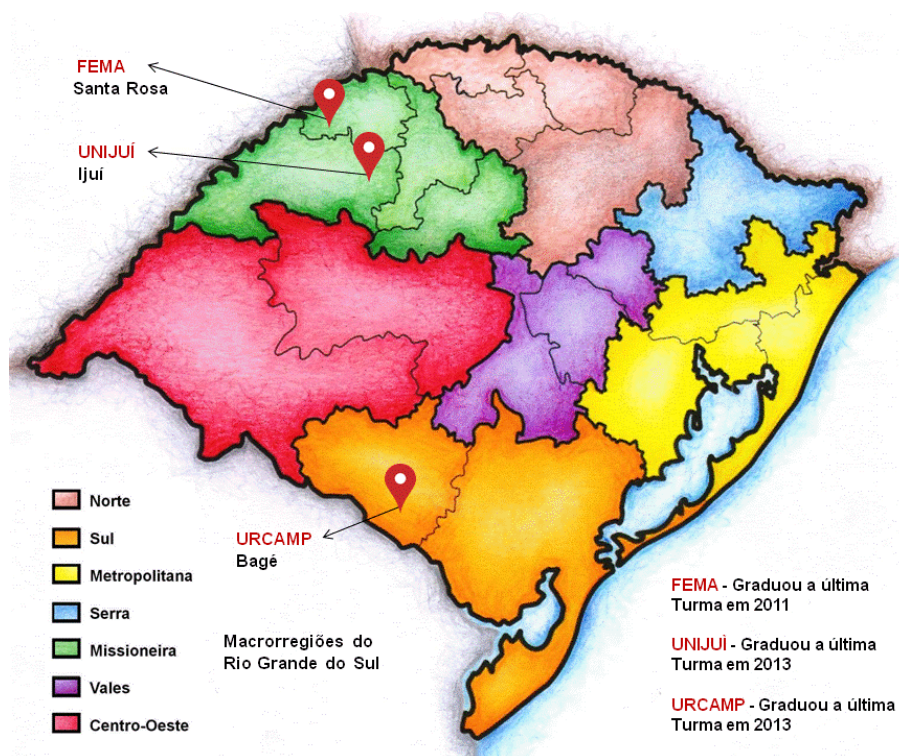 FEMA
Santa Rosa
UNIJUÍ
Ijuí
URCAMP
Bagé
Norte
Sul
Metropolitana
Serra
Missioneira
Vales
Centro-Oeste
Macrorregiões do
Rio Grande do Sul
FEMA - Graduou a última
Turma em 2011
UNIJUÌ - Graduou a última
Turma em 2013
URCAMP - Graduou a última
Turma em 2013